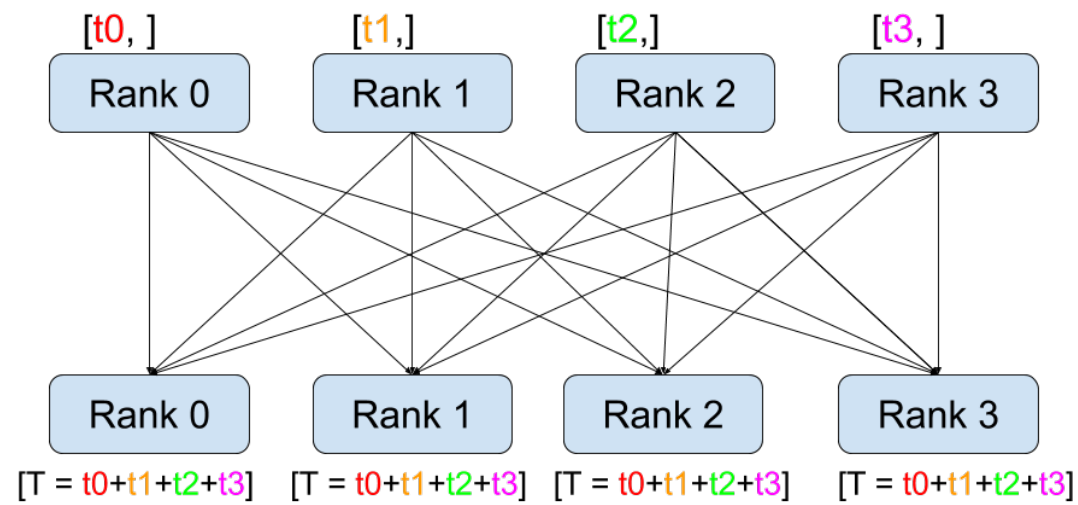 [t0, ] [t1,] [t2,] [t3, ]
Rank 0 Rank 1 Rank 2 Rank 3
Rank 0 Rank 1 Rank 2 Rank 3
[T = t0+t1+t2+t3] [T = t0+t1+t2+t3] [T = t0+t1+t2+t3] [T = t0+t1+t2+t3]